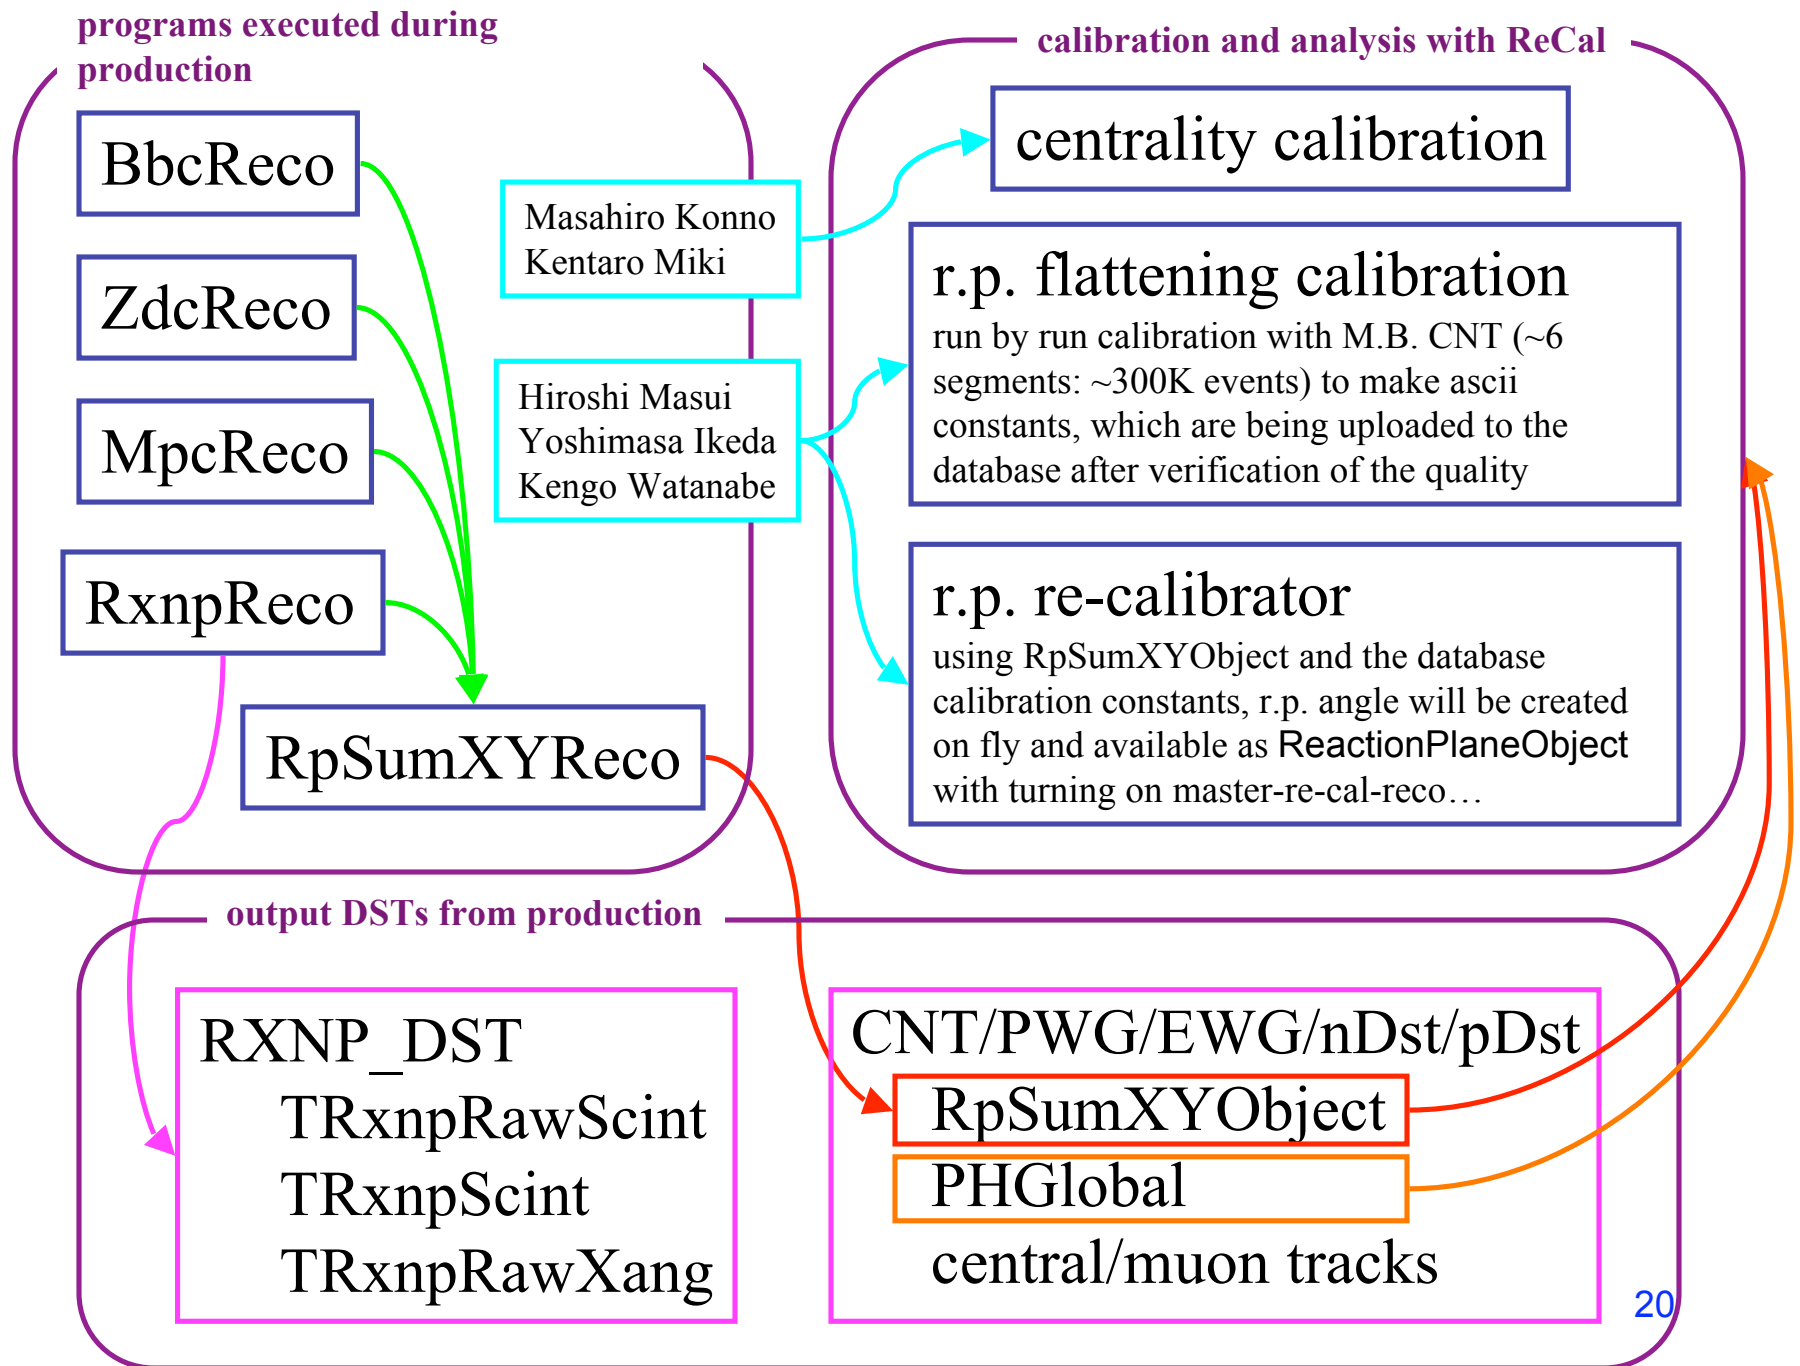 programs executed during
production
BbcReco
ZdcReco
MpcReco
RxnpReco
RpSumXYReco
Masahiro Konno
Kentaro Miki
Hiroshi Masui
Yoshimasa Ikeda
Kengo Watanabe
calibration and analysis with ReCal
centrality calibration
r.p. flattening calibration
run by run calibration with M.B. CNT (~6
segments: ~300K events) to make ascii
constants, which are being uploaded to the
database after verification of the quality
r.p. re-calibrator
using RpSumXYObject and the database
calibration constants, r.p. angle will be created
on fly and available as ReactionPlaneObject
with turning on master-re-cal-reco…
output DSTs from production
RXNP_DST
TRxnpRawScint
TRxnpScint
TRxnpRawXang
CNT/PWG/EWG/nDst/pDst
RpSumXYObject
PHGlobal
central/muon tracks
20